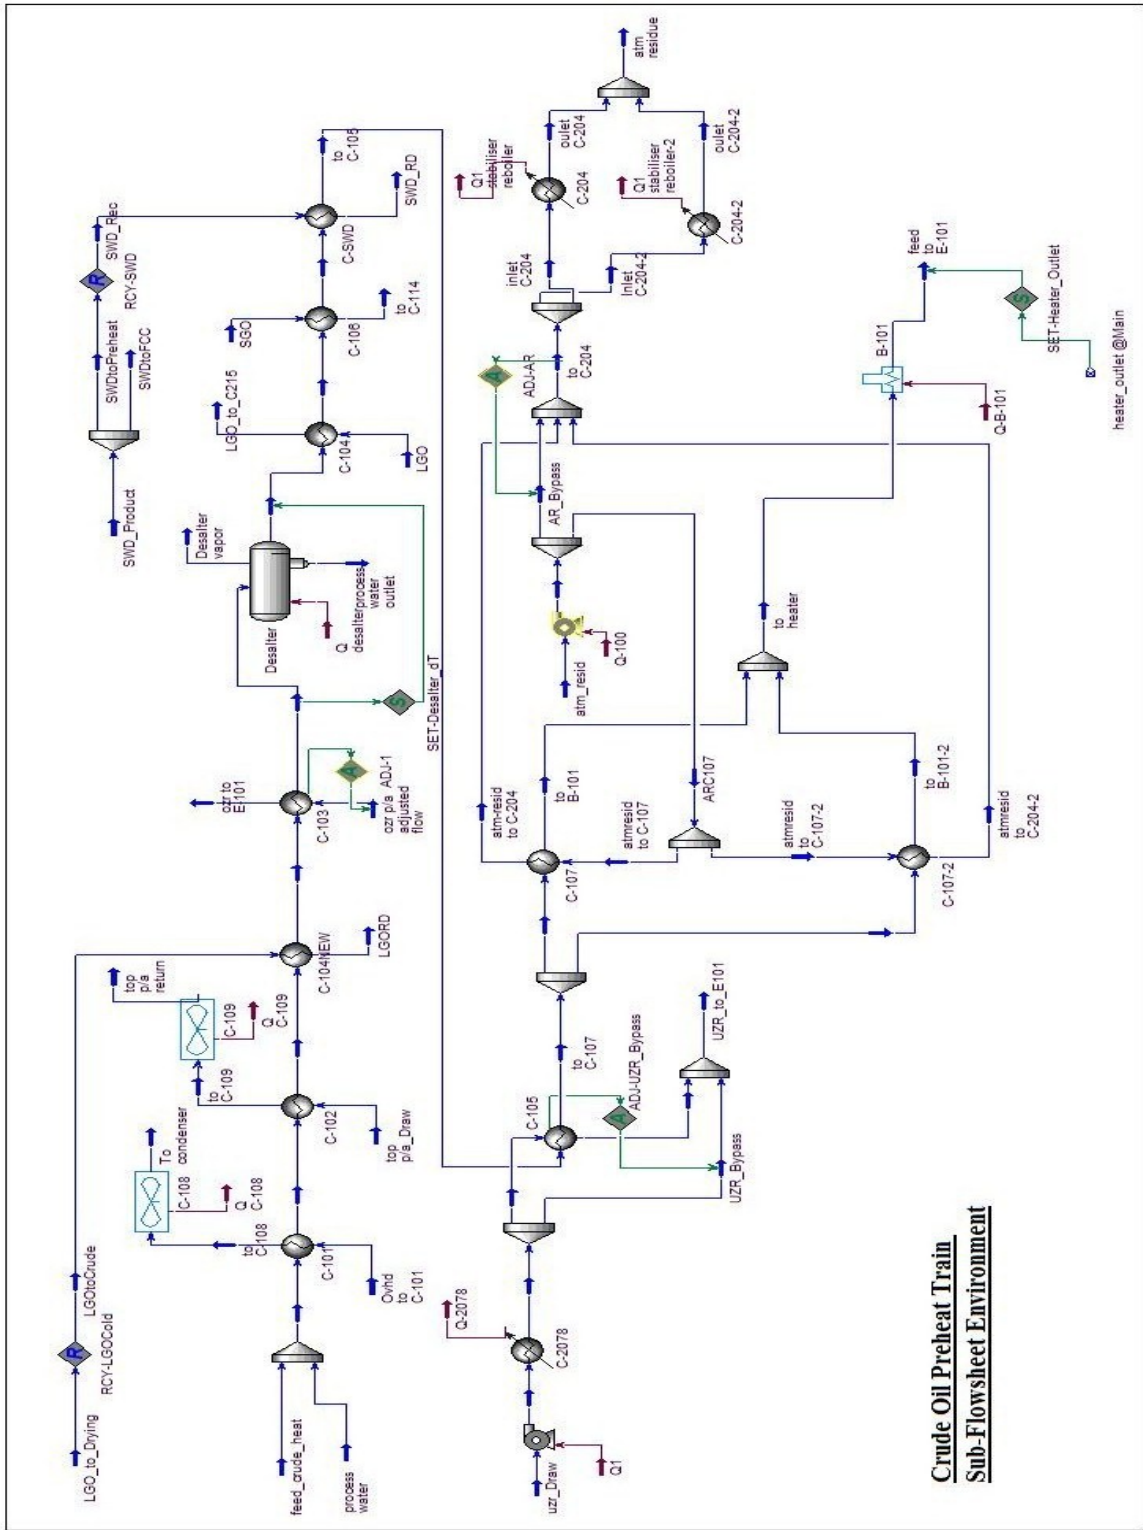 LGO_to_Drying
RCY-LGOCold
LGOtoCrude
feed_crude_heat
process
water
C-101
to
C-108
Ovhd
to
C-101
C-108
Q
C-108
To
condenser
C-102
top
p/a_Draw
to
C-109
C-109
Q
C-109
top
p/a
return
C-104NEW
LGORD
C-103
ozr to
E-101
ozr p/a
adjusted
flow
ADJ-1
SET-Desalter_dT
Desalter
Q
desalter
process
water
outlet
Desalter
vapor
SWD_Product
SWDtoPreheat
SWDtoFCC
RCY-SWD
SWD_Rec
C-104
LGO
LGO_to_C215
C-106
SGO
to
C-114
C-SWD
SWD_RD
to
C-105
uzr_Draw
Q1
C-2078
Q-2078
C-105
ADJ-UZR_Bypass
UZR_Bypass
UZR_to_E101
to
C-107
C-107
atm-resid
to C-204
to
B-101
atmresid
to C-107
ARC107
atmresid
to
C-107-2
C-107-2
to
B-101-2
atmresid
to
C-204-2
atm_resid
Q-100
AR_Bypass
ADJ-AR
to
C-204
inlet
C-204
Inlet
C-204-2
C-204
Q1
stabiliser
reboiler
C-204-2
Q1
stabiliser
reboiler-2
oulet
C-204
oulet
C-204-2
atm
residue
to
heater
B-101
Q-B-101
feed
to
E-101
SET-Heater_Outlet
heater_outlet @Main
Crude Oil Preheat Train
Sub-Flowsheet Environment